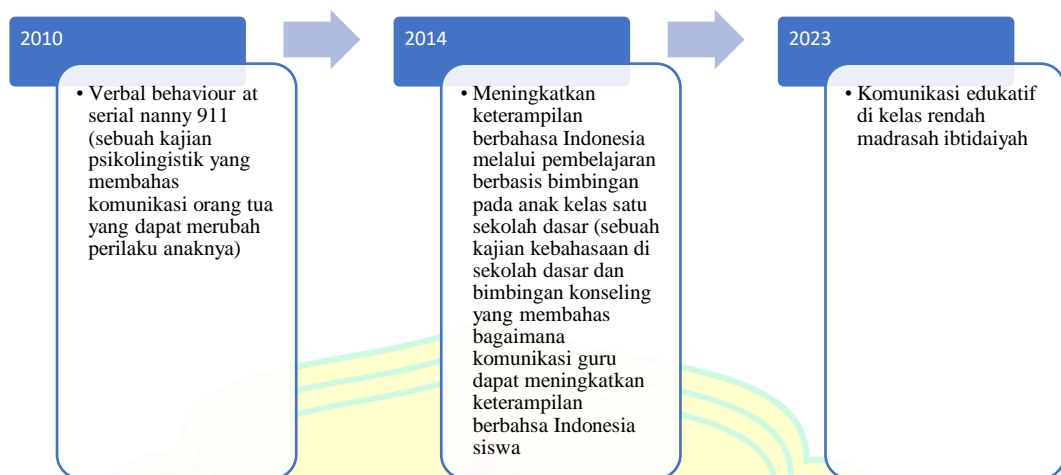 2010
• Verbal behaviour at
serial nanny 911
(sebuah kajian
psikolingistik yang
membahas
komunikasi orang tua
yang dapat merubah
perilaku anaknya)
2014
• Meningkatkan
keterampilan
berbahasa Indonesia
melalui pembelajaran
berbasis bimbingan
pada anak kelas satu
sekolah dasar (sebuah
kajian kebahasaan di
sekolah dasar dan
bimbingan konseling
yang membahas
bagaimana
komunikasi guru
dapat meningkatkan
keterampilan
berbahsa Indonesia
siswa
2023
• Komunikasi edukatif
di kelas rendah
madrasah ibtidaiyah